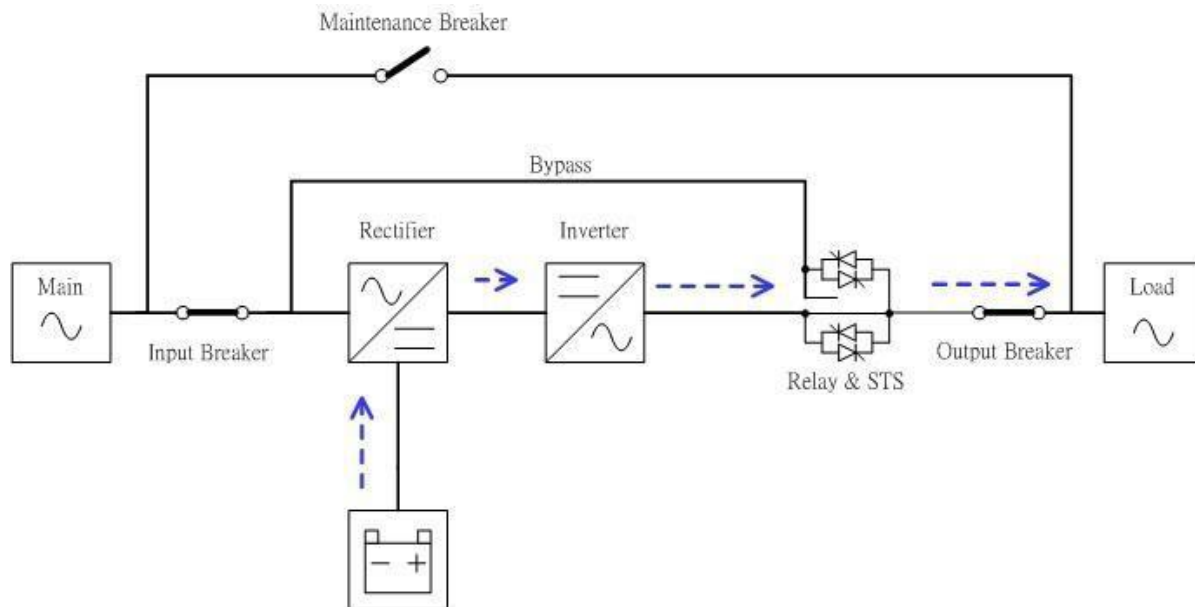 Maintenance Breaker
Bypass
Rectifier
Inverter
Main
Load
Input Breaker
Output Breaker
Relay & STS
- +